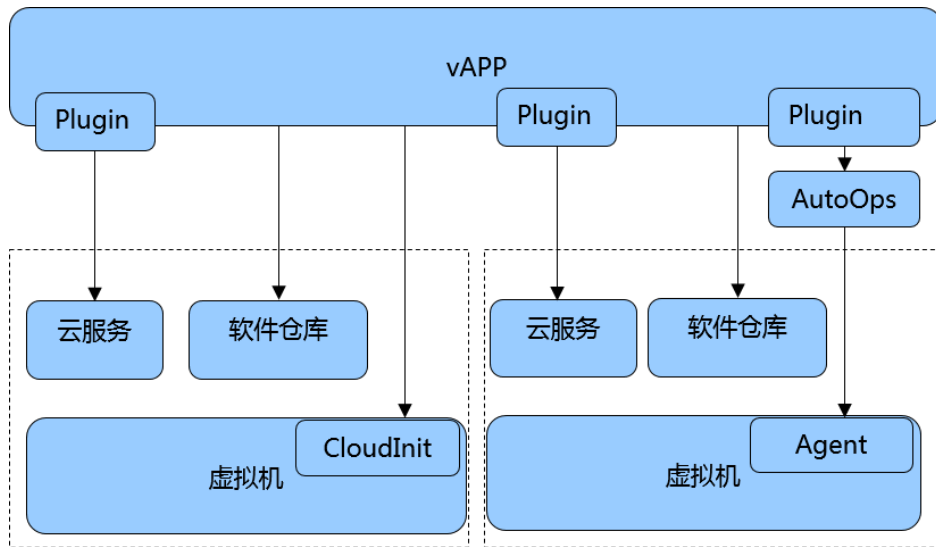 vAPP
Plugin
Plugin
Plugin
AutoOps
云服务
软件仓库
云服务
软件仓库
CloudInit
虚拟机
Agent
虚拟机